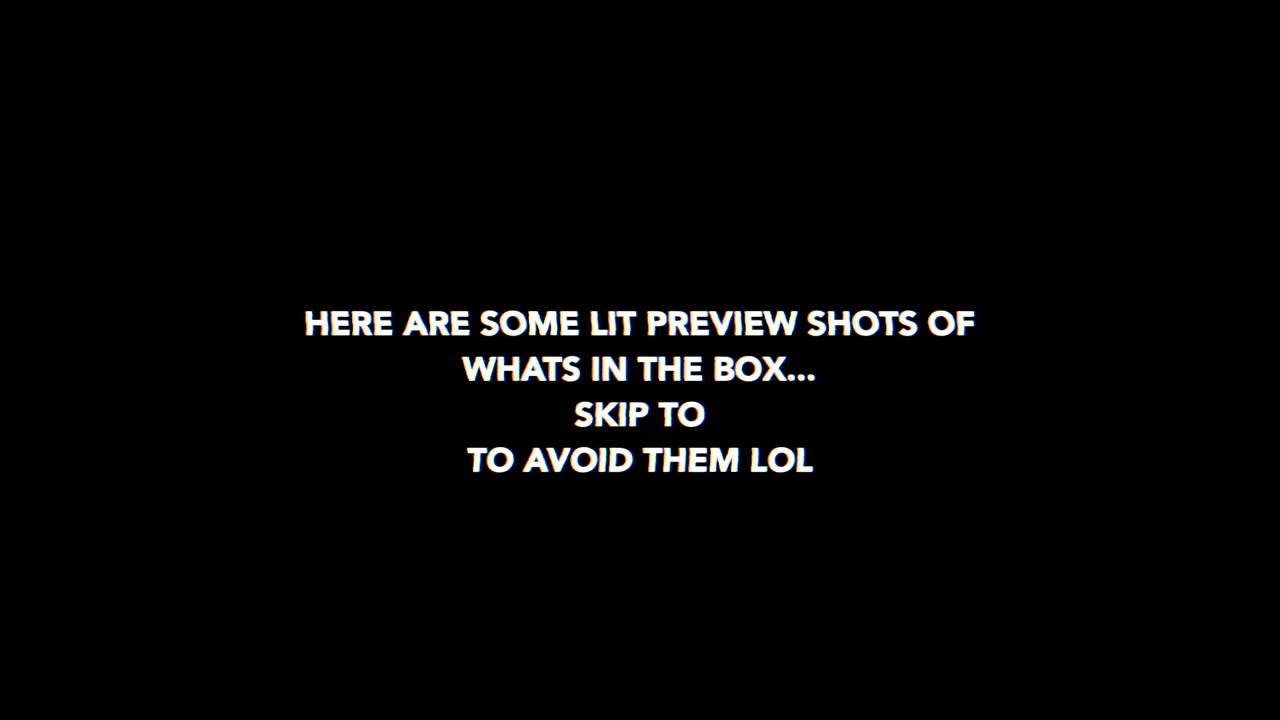 HERE ARE SOME LIT PREVIEW SHOTS OF
WHATS IN THE BOX...
SKIP TO
TO AVOID THEM LOL